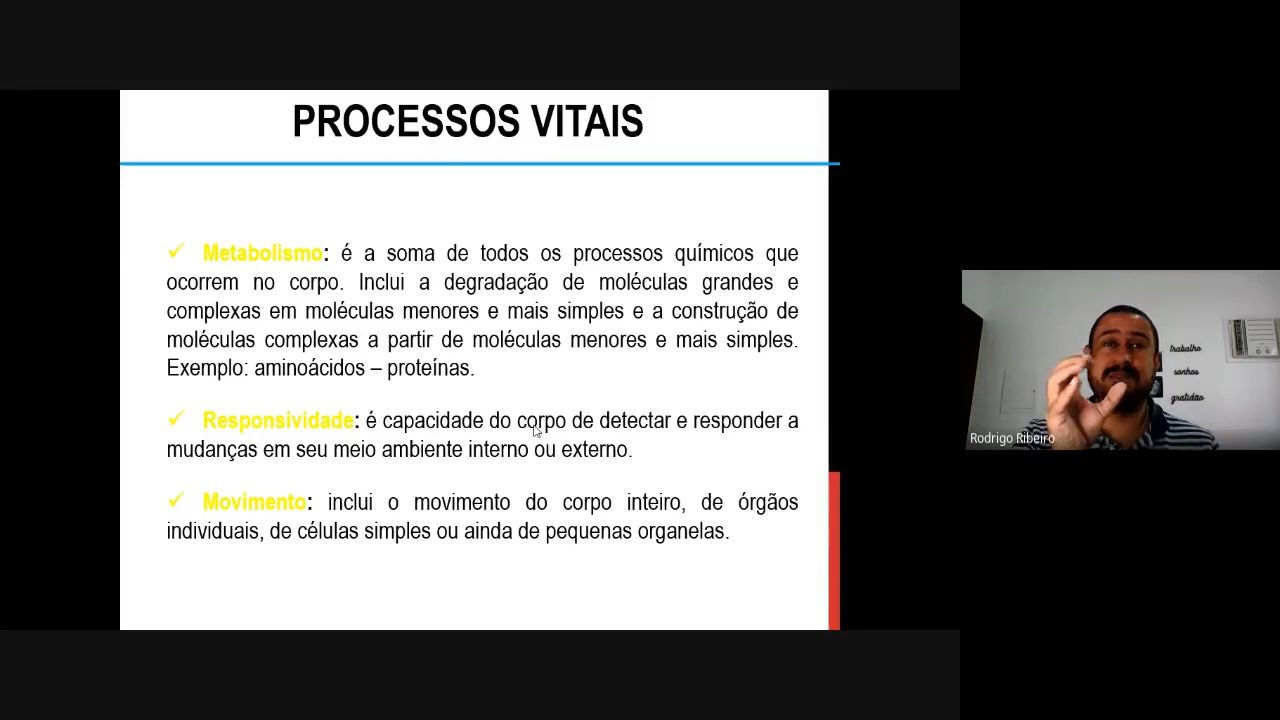 PROCESSOS VITAIS
✓ Metabolismo: é a soma de todos os processos químicos que
ocorrem no corpo. Inclui a degradação de moléculas grandes e
complexas em moléculas menores e mais simples e a construção de
moléculas complexas a partir de moléculas menores e mais simples.
Exemplo: aminoácidos – proteínas.
✓ Responsividade: é capacidade do corpo de detectar e responder a
mudanças em seu meio ambiente interno ou externo.
✓ Movimento: inclui o movimento do corpo inteiro, de órgãos
individuais, de células simples ou ainda de pequenas organelas.
trabalho
sonhos
gratidão
Rodrigo Ribeiro